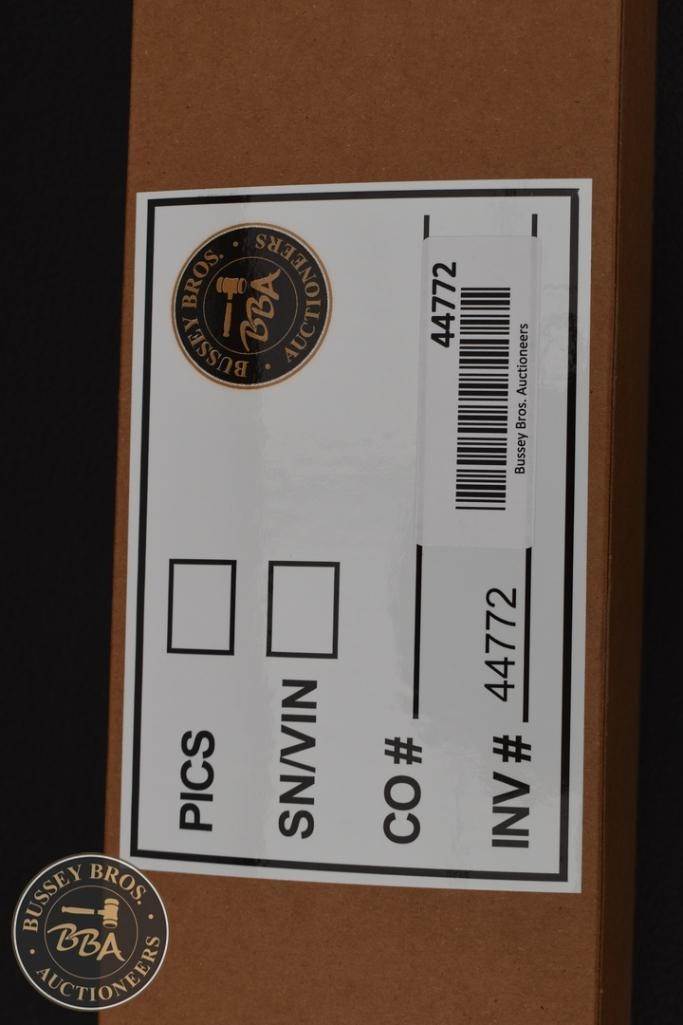 PICS
SN/VIN
CO #
INV # 44772
44772
Bussey Bros. Auctioneers
BUSSEY BROS. AUCTIONEERS
BBA
BUSSEY BROS. AUCTIONEERS
BBA